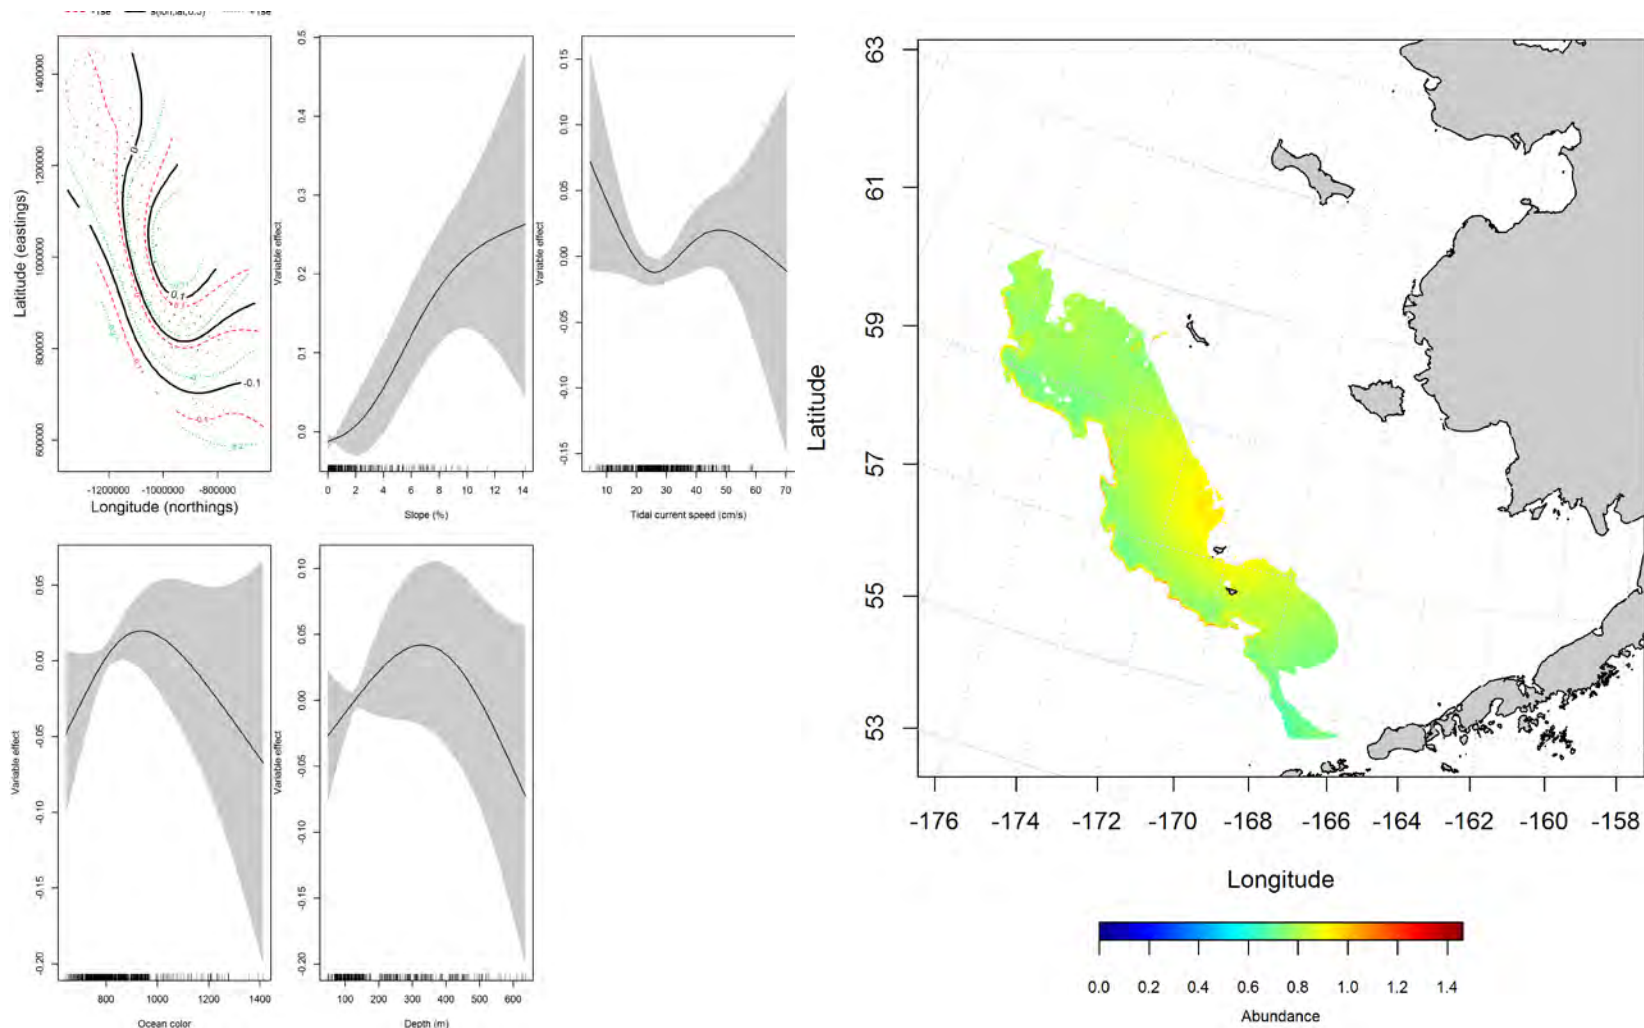 -1se s(lon,lat,8.5) +1se
Latitude (eastings)
600000 800000 1000000 1200000 1400000
0
0.1
-0.1
-1200000 -1000000 -800000
Longitude (northings)
Variable effect
0.0 0.1 0.2 0.3 0.4 0.5
0 2 4 6 8 10 12 14
Slope (%)
Variable effect
-0.15 -0.10 -0.05 0.00 0.05 0.10 0.15
10 20 30 40 50 60 70
Tidal current speed (cm/s)
Variable effect
-0.20 -0.15 -0.10 -0.05 0.00 0.05
800 1000 1200 1400
Ocean color
Variable effect
-0.20 -0.15 -0.10 -0.05 0.00 0.05 0.10
100 200 300 400 500 600
Depth (m)
Latitude
53 55 57 59 61 63
-176 -174 -172 -170 -168 -166 -164 -162 -160 -158
Longitude
0.0 0.2 0.4 0.6 0.8 1.0 1.2 1.4
Abundance